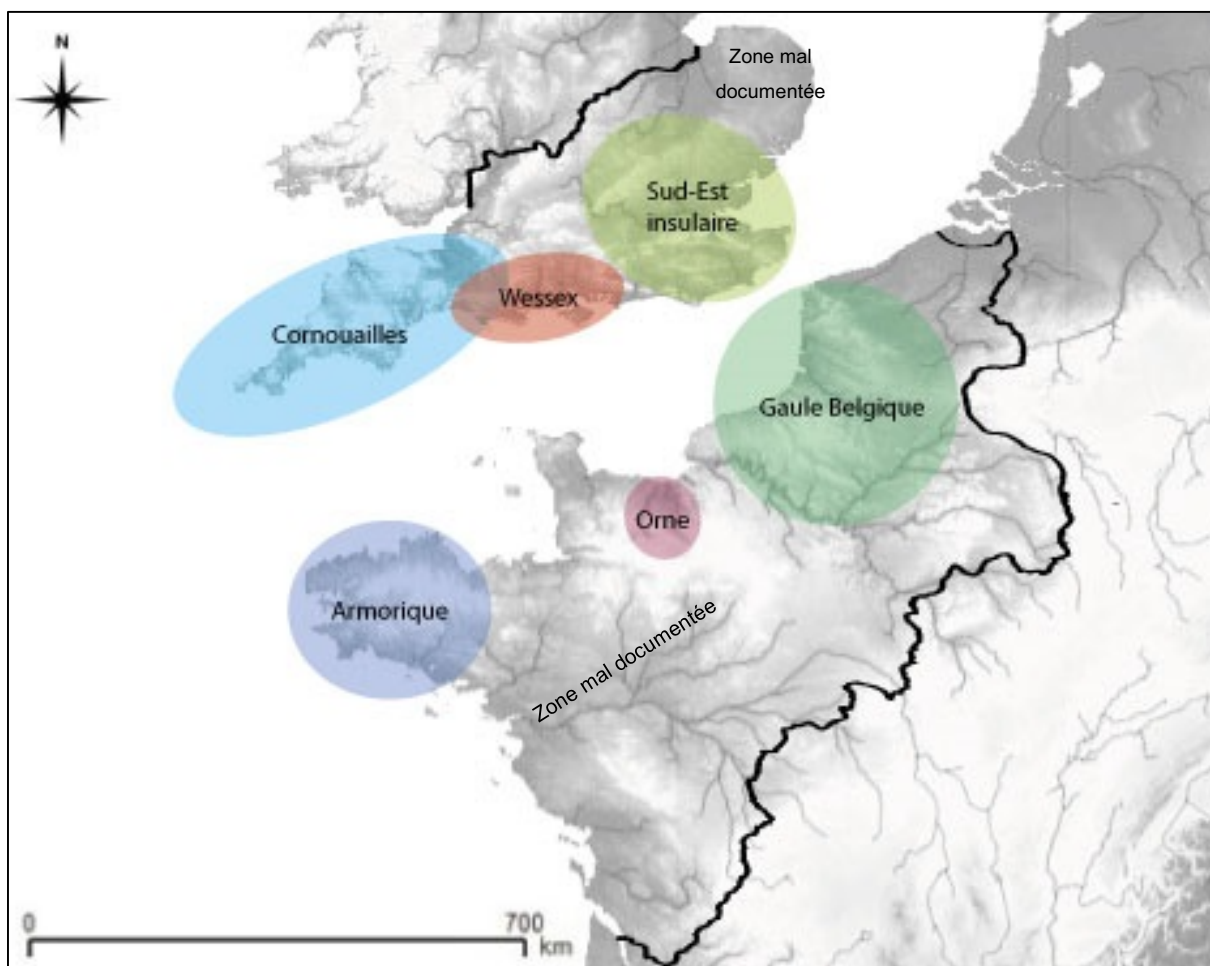 N
Zone mal
documentée
Sud-Est
insulaire
Wessex
Cornouailles
Gaule Belgique
Orne
Armorique
Zone mal documentée
0
700
km